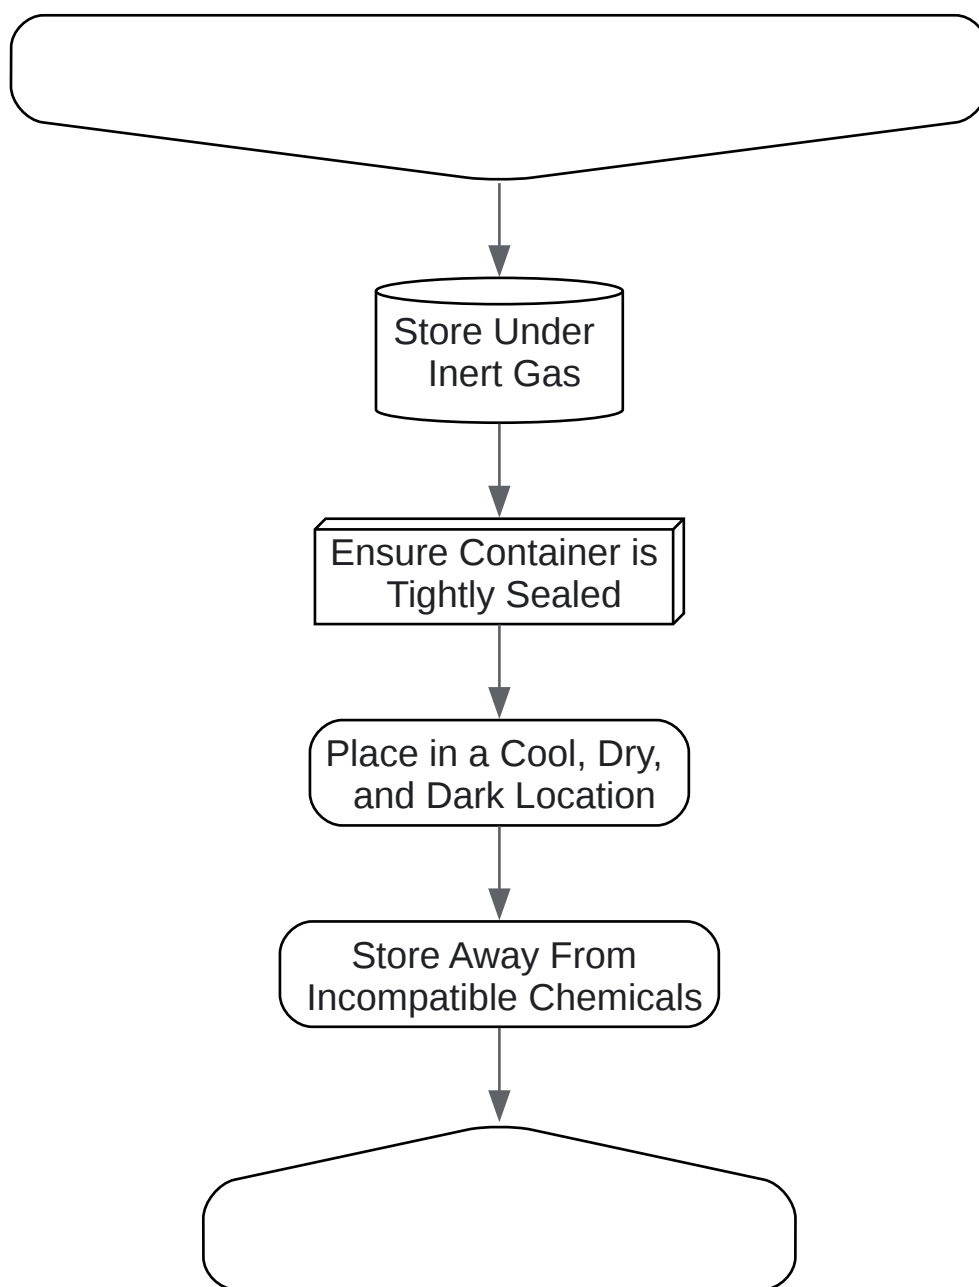 Store Under
Inert Gas
Ensure Container is
Tightly Sealed
Place in a Cool, Dry,
and Dark Location
Store Away From
Incompatible Chemicals